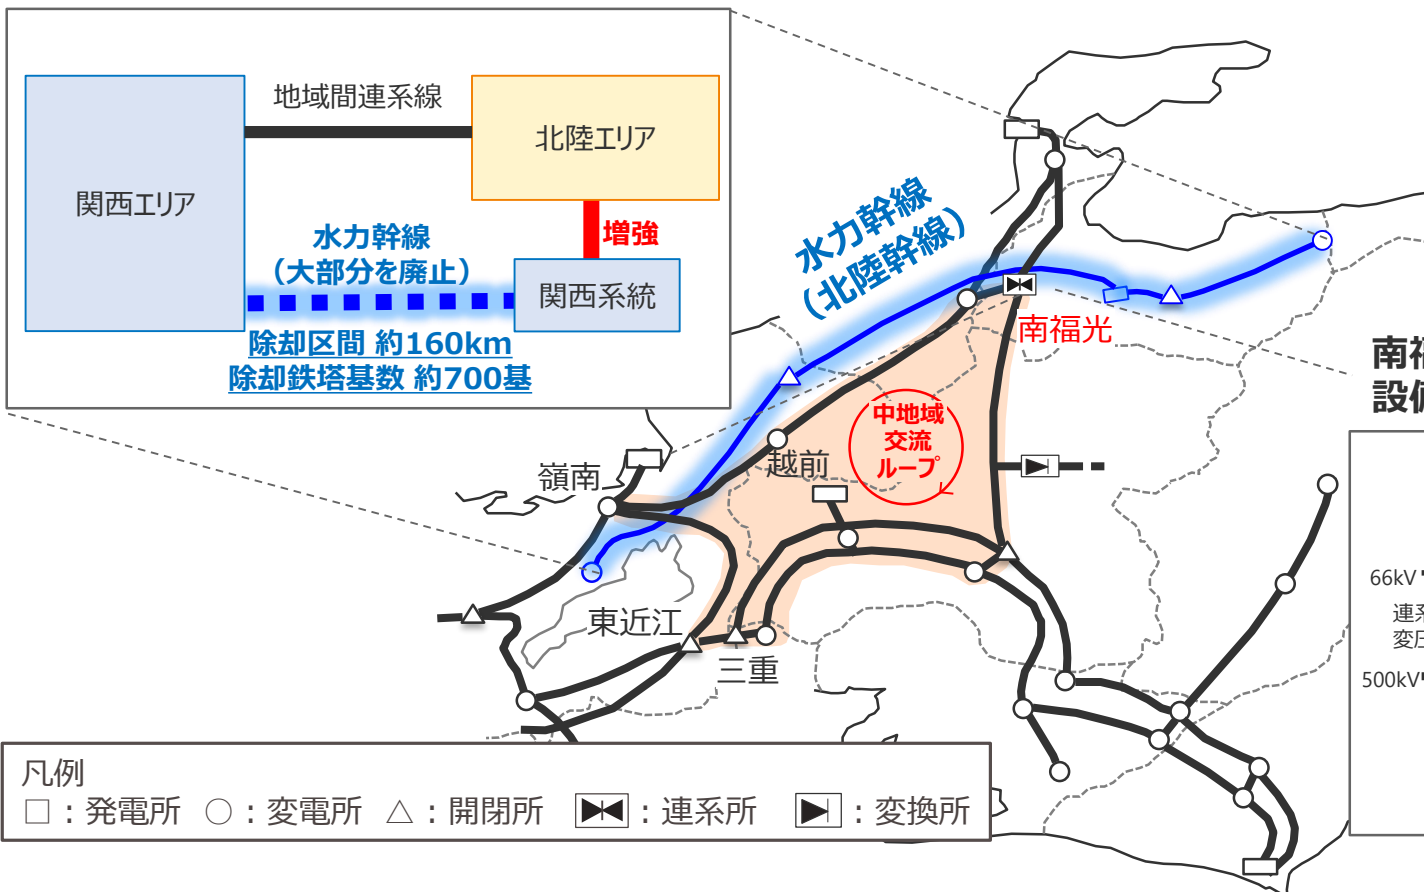 地域間連系線
北陸エリア
関西エリア
増強
水力幹線
（大部分を廃止）
関西系統
除却区間 約160km
除却鉄塔基数 約700基
水力幹線
（北陸幹線）
南福光
中地域
交流
ループ
越前
嶺南
東近江
三重
66kV
500kV
凡例
□：発電所 ○：変電所 △：開閉所 ：連系所 ：変換所